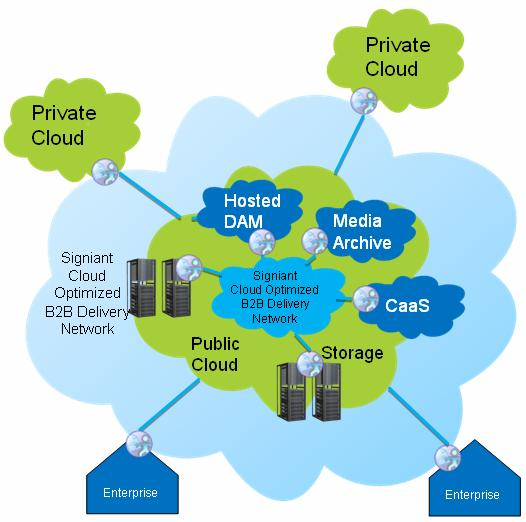 Private
Cloud
Private
Cloud
Hosted
DAM
Media
Archive
Signiant
Cloud
Optimized
B2B Delivery
Network
Signiant
Cloud Optimized
B2B Delivery
Network
CaaS
Public
Cloud
Storage
Enterprise
Enterprise